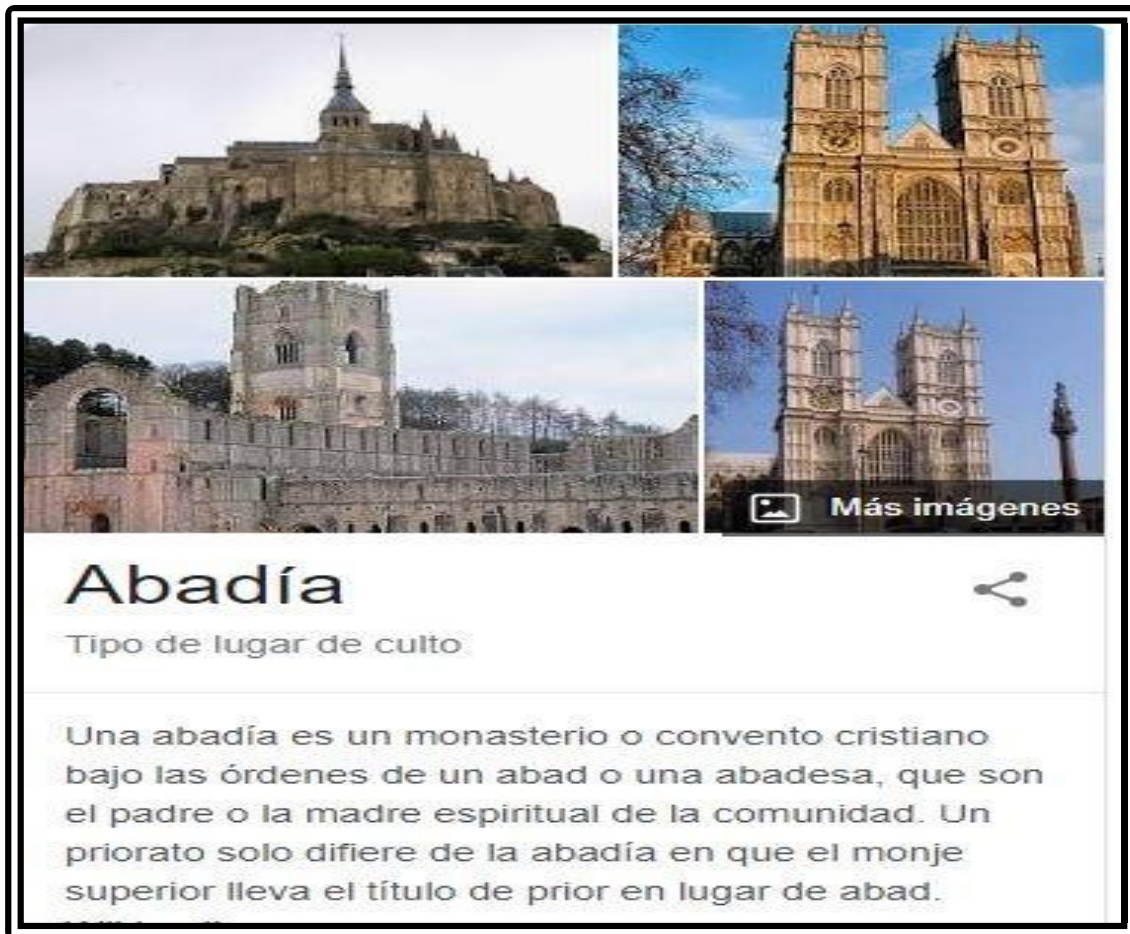 Más imágenes
Abadía
Tipo de lugar de culto
Una abadía es un monasterio o convento cristiano
bajo las órdenes de un abad o una abadesa, que son
el padre o la madre espiritual de la comunidad. Un
priorato solo difiere de la abadía en que el monje
superior lleva el título de prior en lugar de abad.